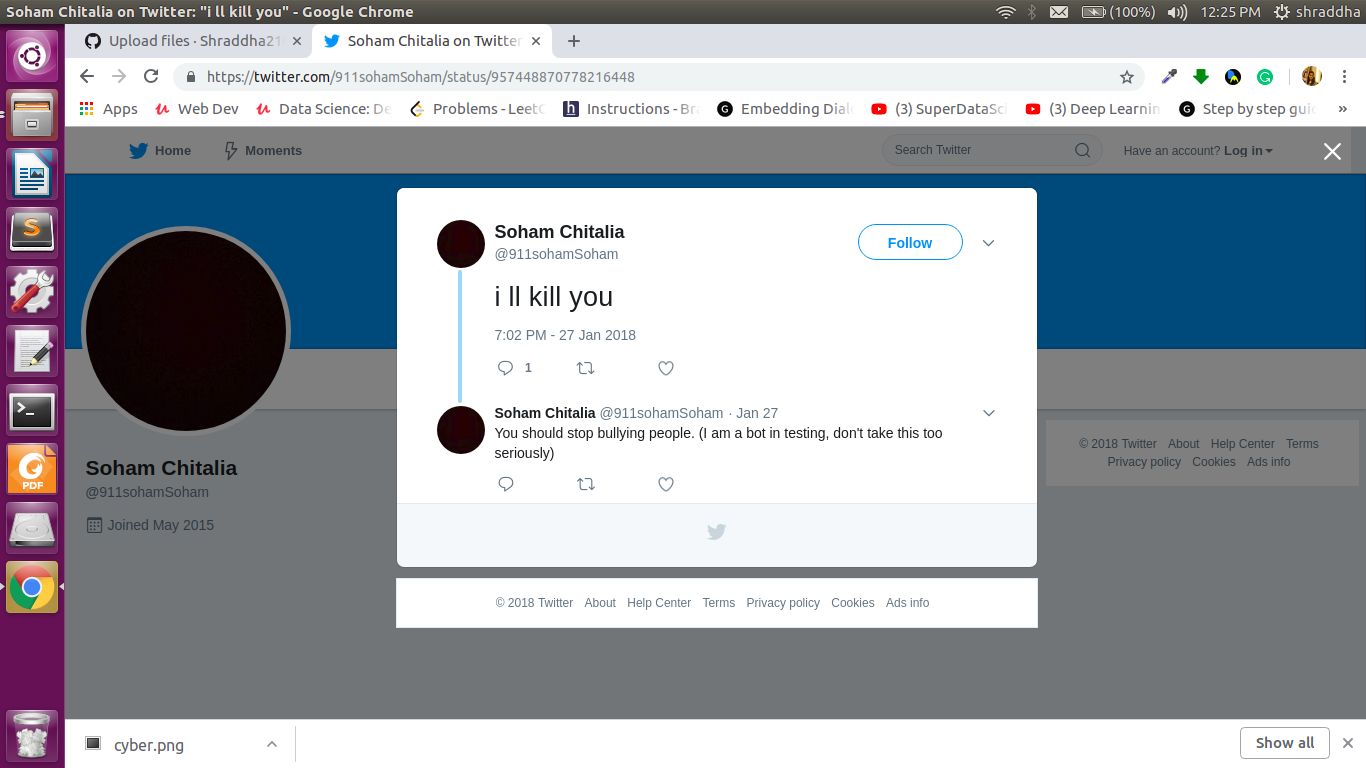 Soham Chitalia on Twitter: "i ll kill you" - Google Chrome
(100%) 12:25 PM shraddha
Upload files · Shraddha21
Soham Chitalia on Twitter
https://twitter.com/911sohamSoham/status/957448870778216448
Apps Web Dev Data Science: De Problems - LeetC Instructions - Bra Embedding Dial (3) SuperDataSci (3) Deep Learnin Step by step guid »
Home Moments Search Twitter Have an account? Log in
Soham Chitalia
@911sohamSoham
Follow
i ll kill you
7:02 PM - 27 Jan 2018
1
Soham Chitalia @911sohamSoham · Jan 27
You should stop bullying people. (I am a bot in testing, don't take this too
seriously)
Soham Chitalia
@911sohamSoham
Joined May 2015
© 2018 Twitter About Help Center Terms
Privacy policy Cookies Ads info
© 2018 Twitter About Help Center Terms Privacy policy Cookies Ads info
S
PDF
cyber.png
Show all